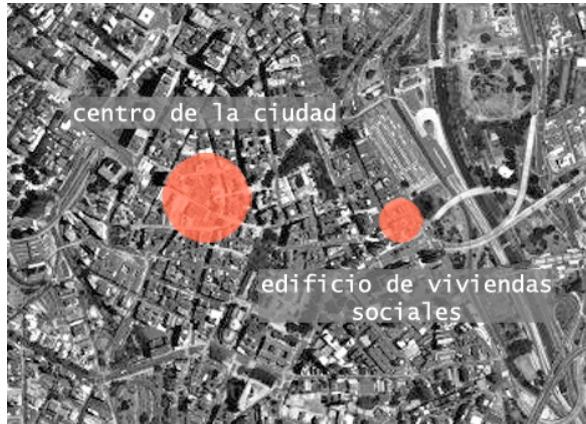 centro de la ciudad
edificio de viviendas
sociales